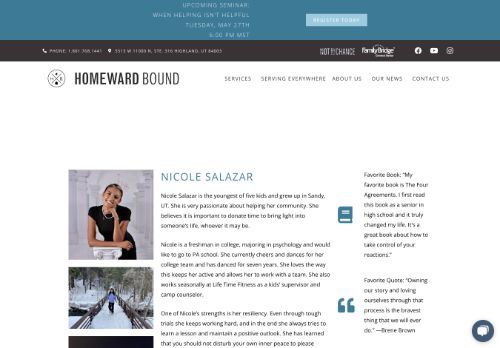 UPCOMING SEMINAR:
WHEN HELPING ISN'T HELPFUL
TUESDAY, MAY 27TH
6:00 PM MST
REGISTER TODAY
PHONE: 1.801.768.1441
5513 W 11000 N, STE. 316 HIGHLAND, UT 84003
NOT BY CHANCE
FamilyBridge
HOMEWARD BOUND
SERVICES
SERVING EVERYWHERE
ABOUT US
OUR NEWS
CONTACT US
NICOLE SALAZAR
Nicole Salazar is the youngest of five kids and grew up in Sandy,
UT. She is very passionate about helping her community. She
believes it is important to donate time to bring light into
someone's life, whoever it may be.
Nicole is a freshman in college, majoring in psychology and would
like to go to PA school. She currently cheers and dances for her
college team and has danced for seven years. She loves the way
this keeps her active and allows her to work with a team. She also
works seasonally at Life Time Fitness as a kids' supervisor and
camp counselor.
One of Nicole's strengths is her resiliency. Even through tough
trials she keeps working hard, and in the end she always tries to
learn a lesson and maintain a positive outlook. She has learned
that you should not disturb your own inner peace to please
Favorite Book: "My
favorite book is The Four
Agreements. I first read
this book as a senior in
high school and it truly
changed my life. It's a
great book about how to
take control of your
reactions."
Favorite Quote: "Owning
our story and loving
ourselves through that
process is the bravest
thing that we will ever
do." —Brene Brown